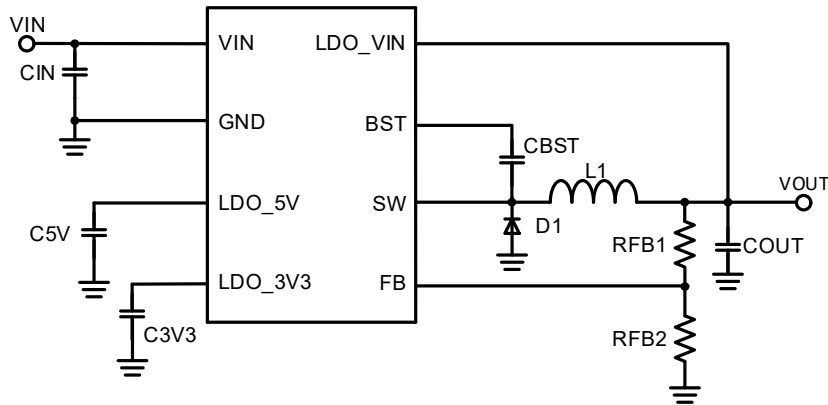 VIN
CIN
VIN
LDO_VIN
GND
BST
CBST
L1
LDO_5V
SW
VOUT
C5V
D1
RFB1
COUT
LDO_3V3
FB
C3V3
RFB2